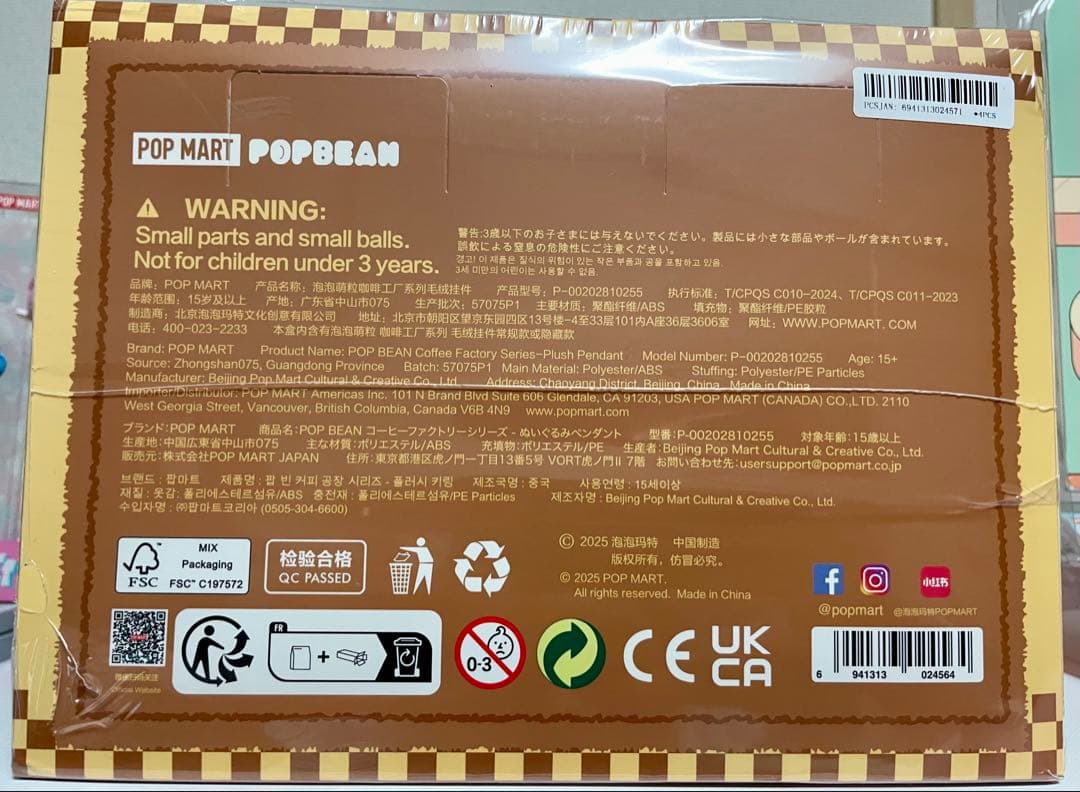 PCSJAN: 6941313024571 *4PCS
POP MART POPBEAN
WARNING:
Small parts and small balls.
Not for children under 3 years.
警告:3歳以下のお子さまには与えないでください。製品には小さな部品やボールが含まれています。
誤飲による窒息の危険性にご注意ください。
경고! 이 제품은 질식의 위험이 있는 작은 부품과 공을 포함하고 있음.
3세 미만의 어린이는 사용할 수 없음.
品牌: POP MART 产品名称: 泡泡萌粒咖啡工厂系列毛绒挂件 产品型号: P-00202810255 执行标准: T/CPQS C010-2024、T/CPQS C011-2023
年龄范围: 15岁及以上 产地: 广东省中山市075 生产批次: 57075P1 主要材质: 聚酯纤维/ABS 填充物: 聚酯纤维/PE胶粒
制造商: 北京泡泡玛特文化创意有限公司 地址: 北京市朝阳区望京东园四区13号楼-4至33层101内A座36层3606室 网址: WWW.POPMART.COM
电话: 400-023-2233 本盒内含有泡泡萌粒 咖啡工厂系列 毛绒挂件常规款或隐藏款
Brand: POP MART Product Name: POP BEAN Coffee Factory Series-Plush Pendant Model Number: P-00202810255 Age: 15+
Source: Zhongshan075, Guangdong Province Batch: 57075P1 Main Material: Polyester/ABS Stuffing: Polyester/PE Particles
Manufacturer: Beijing Pop Mart Cultural & Creative Co., Ltd. Address: Chaoyang District, Beijing, China Made in China
Importer/Distributor: POP MART Americas Inc. 101 N Brand Blvd Suite 606 Glendale, CA 91203, USA POP MART (CANADA) CO.,LTD. 2110
West Georgia Street, Vancouver, British Columbia, Canada V6B 4N9 www.popmart.com
ブランド: POP MART 商品名: POP BEAN コーヒーファクトリーシリーズ - ぬいぐるみペンダント 型番: P-00202810255 対象年齢: 15歳以上
生産地: 中国広東省中山市075 主な材質: ポリエステル/ABS 充填物: ポリエステル/PE 生産者: Beijing Pop Mart Cultural & Creative Co., Ltd.
販売元: 株式会社POP MART JAPAN 住所: 東京都港区虎ノ門一丁目13番5号 VORT虎ノ門II 7階 お問い合わせ先: usersupport@popmart.co.jp
브랜드 : 팝마트 제품명 : 팝 빈 커피 공장 시리즈 - 플러시 키링 제조국명 : 중국 사용연령 : 15세이상
재질 : 옷감: 폴리에스테르섬유/ABS 충전재 : 폴리에스테르섬유/PE Particles 제조자명 : Beijing Pop Mart Cultural & Creative Co., Ltd.
수입자명 : ㈜팝마트코리아 (0505-304-6600)
FSC
MIX
Packaging
FSC™ C197572
检验合格
QC PASSED
© 2025 泡泡玛特 中国制造
版权所有，仿冒必究。
© 2025 POP MART.
All rights reserved. Made in China
小红书
@popmart @泡泡玛特POPMART
Official Website
FR
+
0-3
CE
UK
CA
6 941313 024564